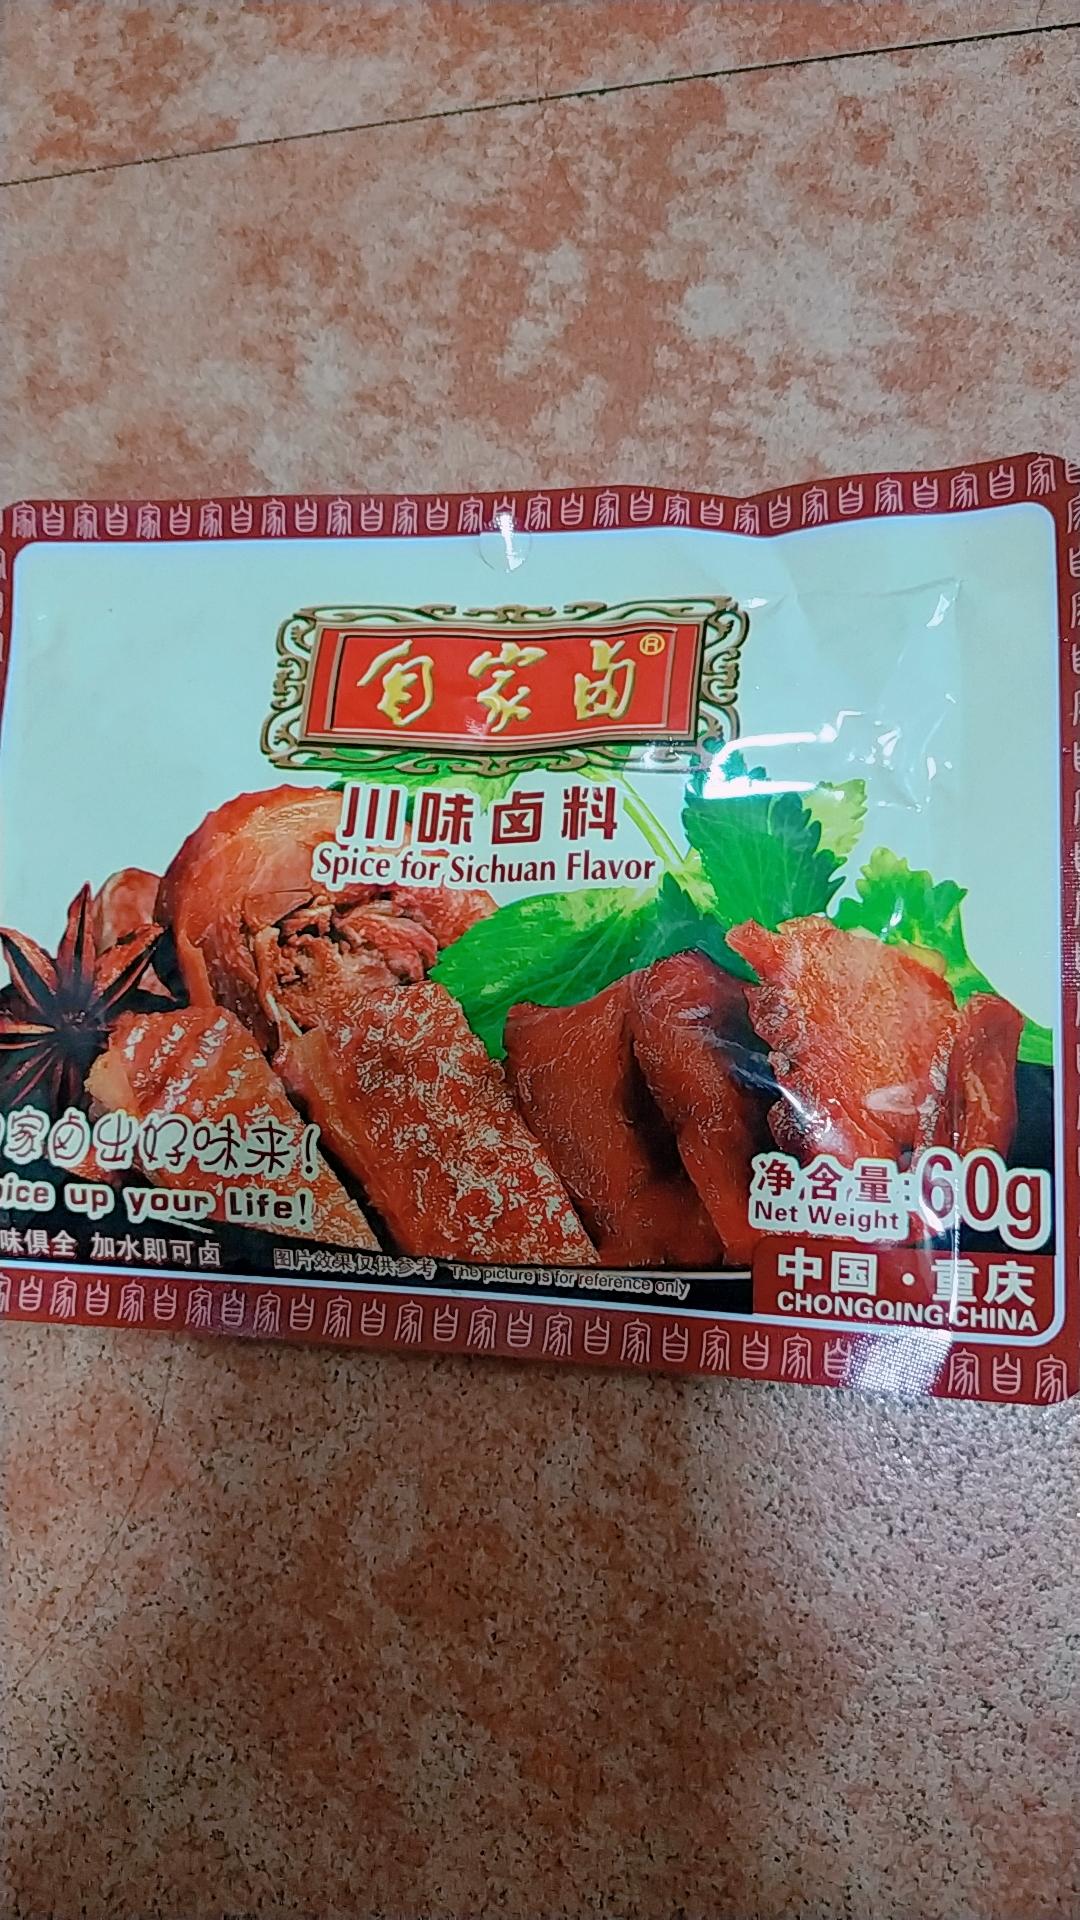 自家卤®
川味卤料
Spice for Sichuan Flavor
家卤出好味来!
ice up your Life!
味俱全 加水即可卤
图片效果仅供参考 The picture is for reference only
净含量:60g
Net Weight
中国·重庆
CHONGQING CHINA